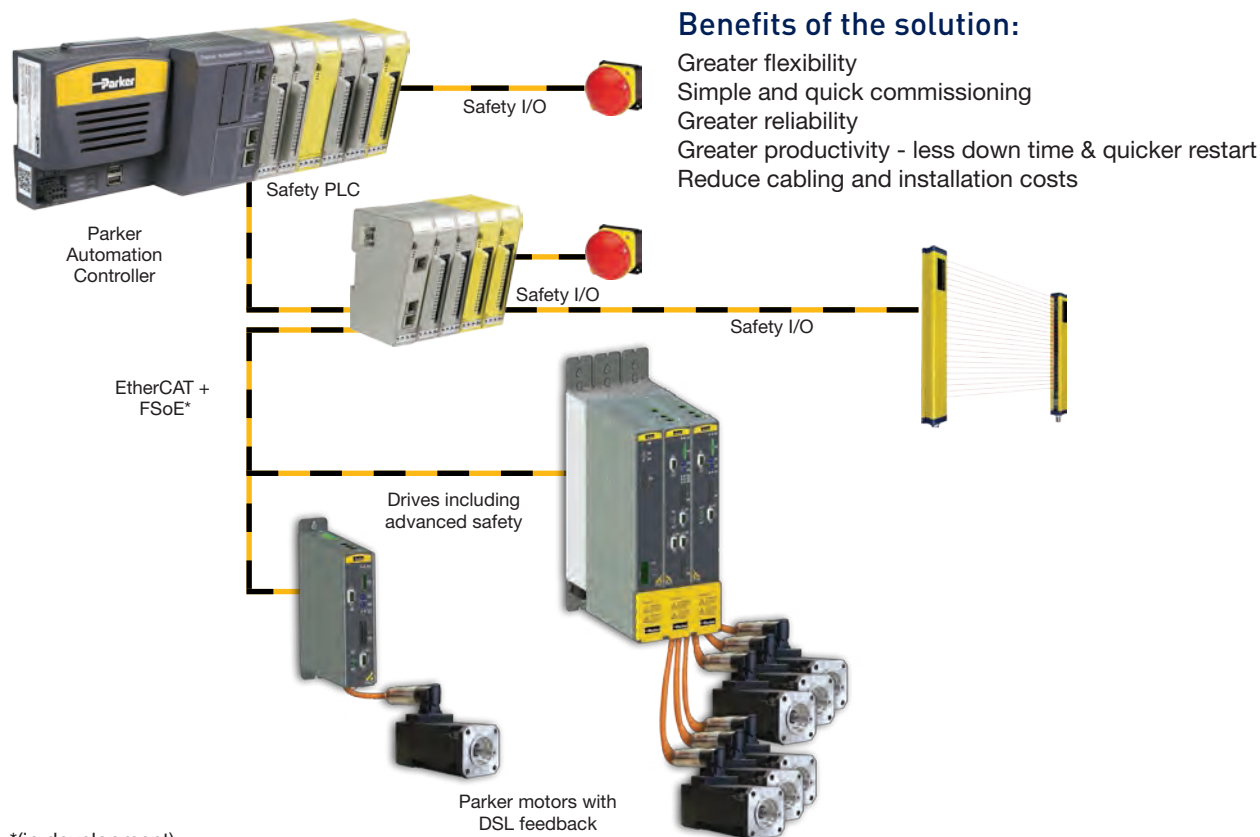 Benefits of the solution:
Greater flexibility
Simple and quick commissioning
Greater reliability
Greater productivity - less down time & quicker restart
Reduce cabling and installation costs
Parker
Safety I/O
Safety PLC
Parker
Automation
Controller
Safety I/O
Safety I/O
EtherCAT +
FSoE*
Drives including
advanced safety
Parker motors with
DSL feedback